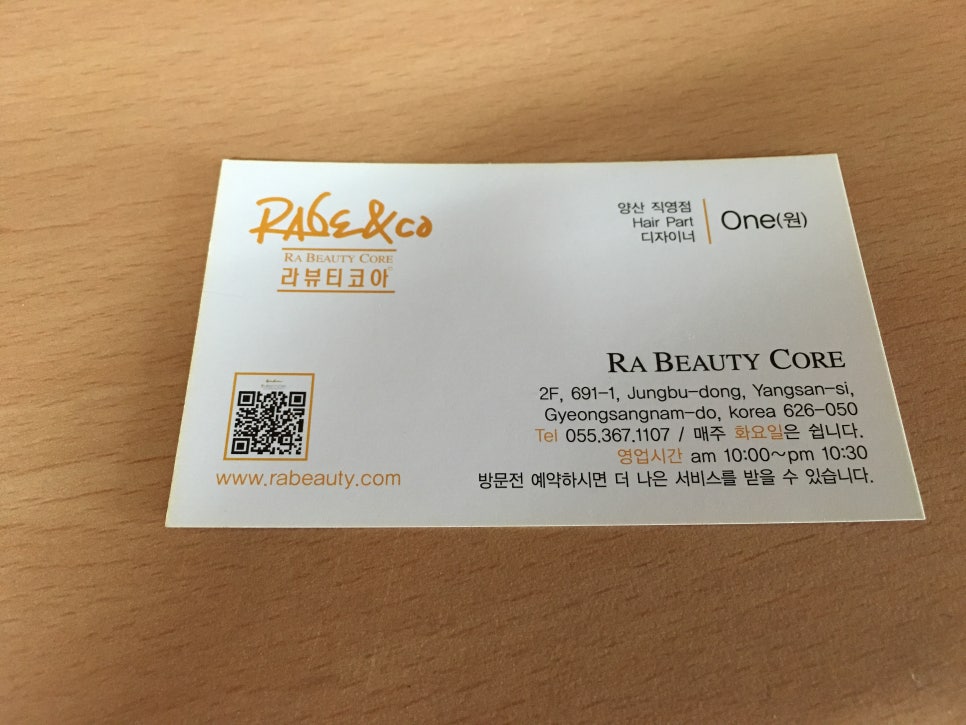 RABE&CO
RA BEAUTY CORE
라뷰티코아
양산 직영점
Hair Part
디자이너
One(원)
RA BEAUTY CORE
2F, 691-1, Jungbu-dong, Yangsan-si,
Gyeongsangnam-do, korea 626-050
Tel 055.367.1107 / 매주 화요일은 쉽니다.
영업시간 am 10:00~pm 10:30
방문전 예약하시면 더 나은 서비스를 받을 수 있습니다.
www.rabeauty.com